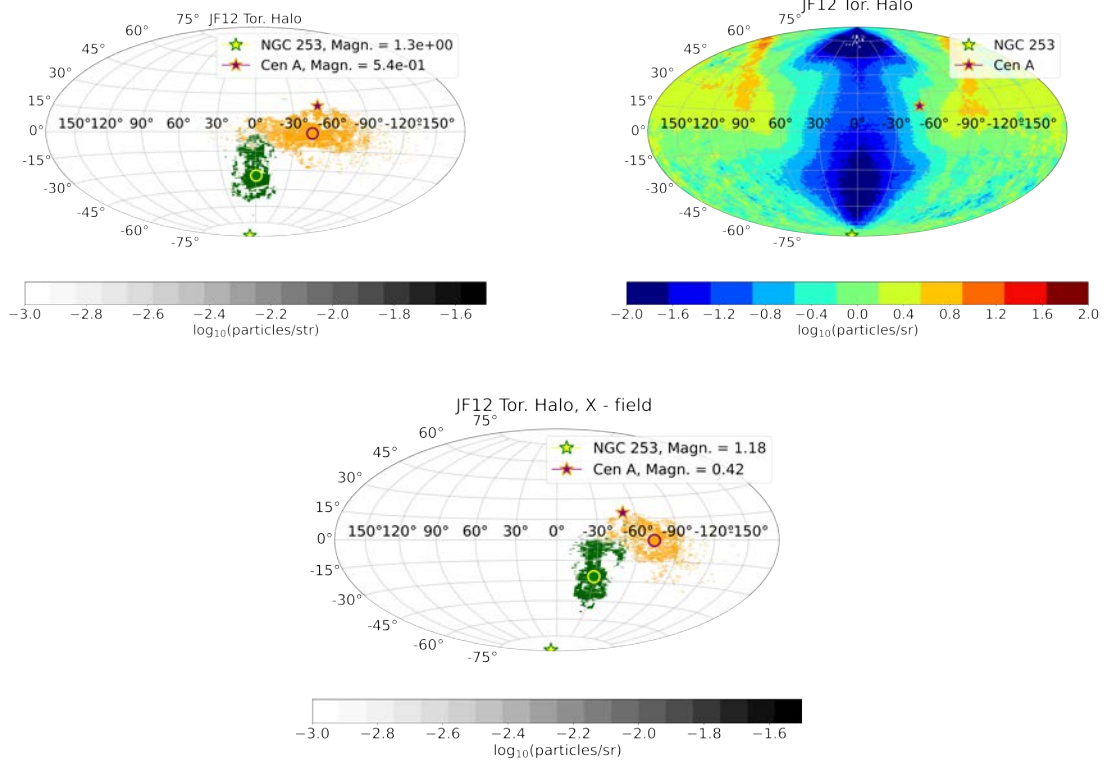 JF12 Tor. Halo
NGC 253, Magn. = 1.3e+00
Cen A, Magn. = 5.4e-01
75°
60°
45°
30°
15°
0°
-15°
-30°
-45°
-60°
-75°
150°120° 90° 60° 30° 0° -30° -60° -90° -120°-150°
−3.0 −2.8 −2.6 −2.4 −2.2 −2.0 −1.8 −1.6
log₁₀(particles/str)
JF12 Tor. Halo
NGC 253
Cen A
75°
60°
45°
30°
15°
0°
-15°
-30°
-45°
-60°
-75°
150°120° 90° 60° 30° 0° -30° -60° -90° -120°-150°
−2.0 −1.6 −1.2 −0.8 −0.4 0.0 0.4 0.8 1.2 1.6 2.0
log₁₀(particles/sr)
JF12 Tor. Halo, X - field
NGC 253, Magn. = 1.18
Cen A, Magn. = 0.42
75°
60°
45°
30°
15°
0°
-15°
-30°
-45°
-60°
-75°
150°120° 90° 60° 30° 0° -30° -60° -90° -120°-150°
−3.0 −2.8 −2.6 −2.4 −2.2 −2.0 −1.8 −1.6
log₁₀(particles/sr)